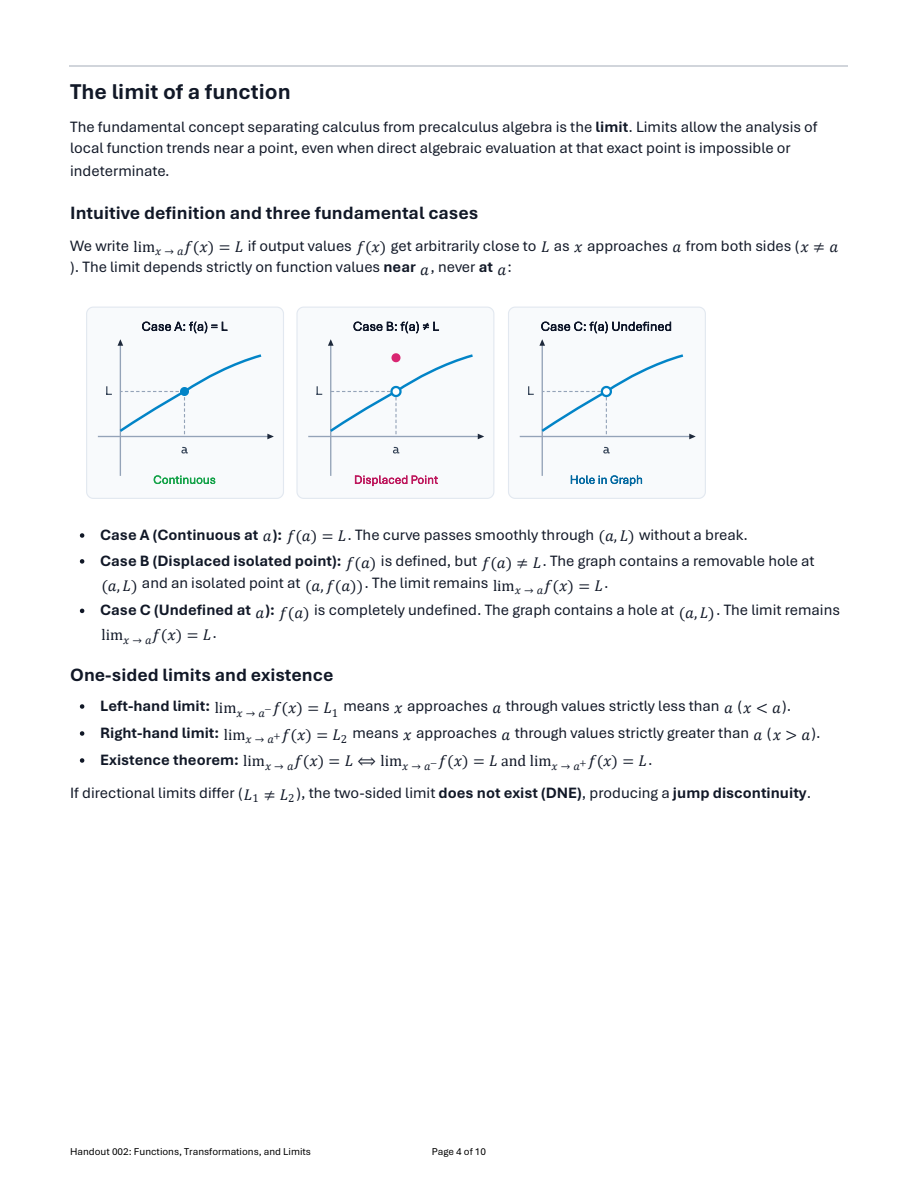 The limit of a function
The fundamental concept separating calculus from precalculus algebra is the limit. Limits allow the analysis of
local function trends near a point, even when direct algebraic evaluation at that exact point is impossible or
indeterminate.
Intuitive definition and three fundamental cases
We write lim_{x→a} f(x) = L if output values f(x) get arbitrarily close to L as x approaches a from both sides (x ≠ a
). The limit depends strictly on function values near a, never at a:
Case A: f(a) = L
L
a
Continuous
Case B: f(a) ≠ L
L
a
Displaced Point
Case C: f(a) Undefined
L
a
Hole in Graph
• Case A (Continuous at a): f(a) = L. The curve passes smoothly through (a, L) without a break.
• Case B (Displaced isolated point): f(a) is defined, but f(a) ≠ L. The graph contains a removable hole at
(a, L) and an isolated point at (a, f(a)). The limit remains lim_{x→a} f(x) = L.
• Case C (Undefined at a): f(a) is completely undefined. The graph contains a hole at (a, L). The limit remains
lim_{x→a} f(x) = L.
One-sided limits and existence
• Left-hand limit: lim_{x→a⁻} f(x) = L₁ means x approaches a through values strictly less than a (x < a).
• Right-hand limit: lim_{x→a⁺} f(x) = L₂ means x approaches a through values strictly greater than a (x > a).
• Existence theorem: lim_{x→a} f(x) = L ⟺ lim_{x→a⁻} f(x) = L and lim_{x→a⁺} f(x) = L.
If directional limits differ (L₁ ≠ L₂), the two-sided limit does not exist (DNE), producing a jump discontinuity.
Handout 002: Functions, Transformations, and Limits
Page 4 of 10